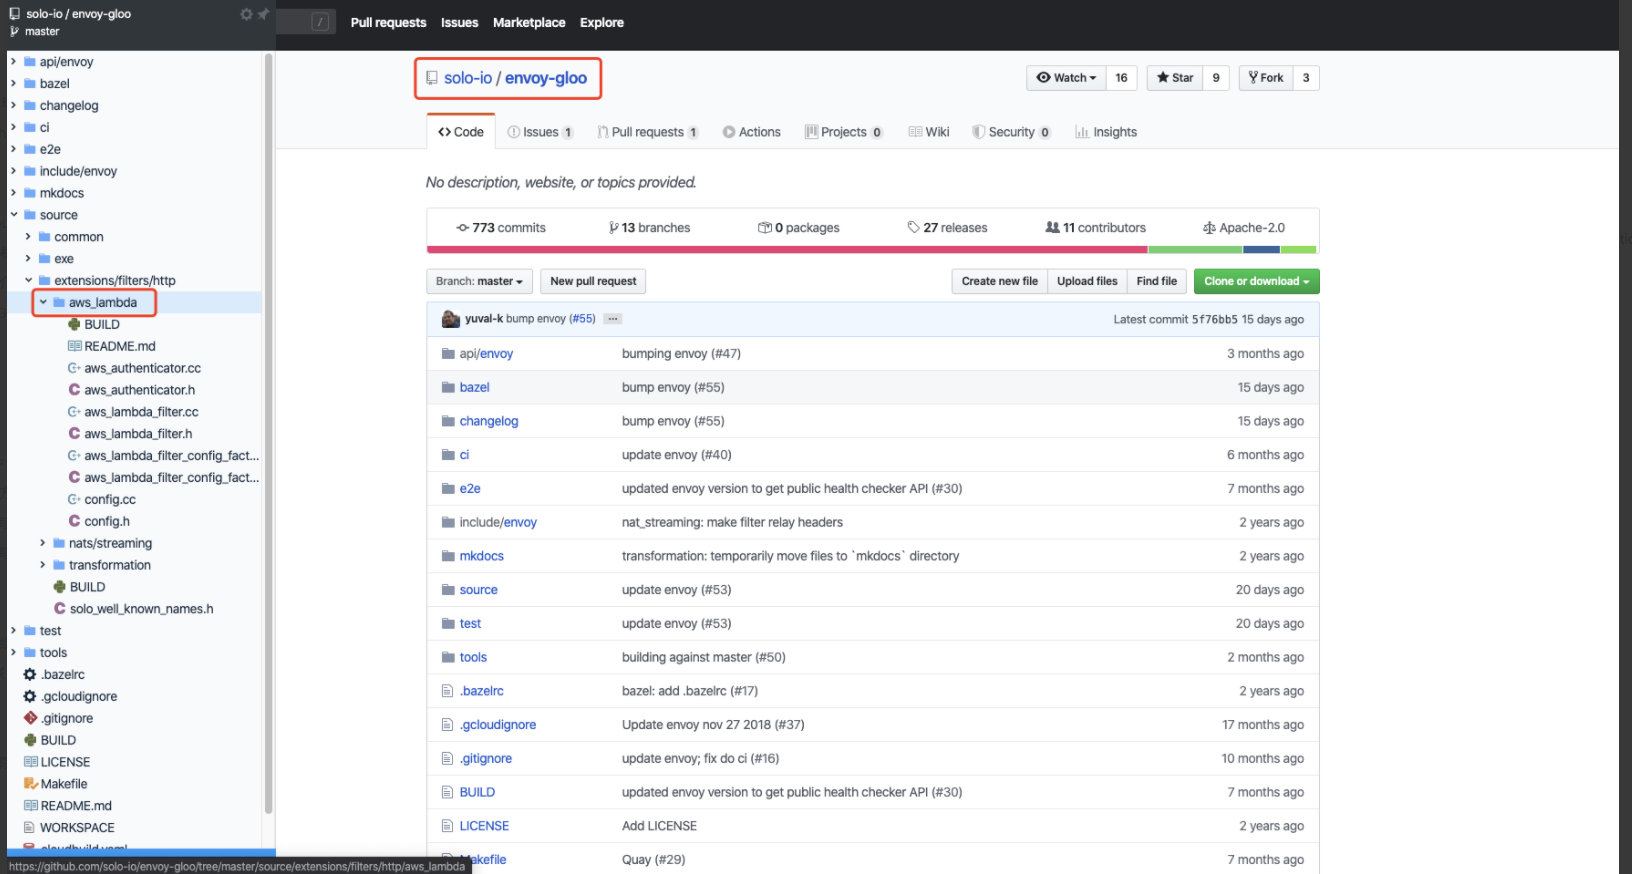 solo-io / envoy-gloo
master
/
Pull requests Issues Marketplace Explore
api/envoy
bazel
changelog
ci
e2e
include/envoy
mkdocs
source
common
exe
extensions/filters/http
aws_lambda
BUILD
README.md
aws_authenticator.cc
aws_authenticator.h
aws_lambda_filter.cc
aws_lambda_filter.h
aws_lambda_filter_config_fact...
aws_lambda_filter_config_fact...
config.cc
config.h
nats/streaming
transformation
BUILD
solo_well_known_names.h
test
tools
.bazelrc
.gcloudignore
.gitignore
BUILD
LICENSE
Makefile
README.md
WORKSPACE
cloudbuild.yaml
https://github.com/solo-io/envoy-gloo/tree/master/source/extensions/filters/http/aws_lambda
solo-io / envoy-gloo
Watch 16 Star 9 Fork 3
Code Issues 1 Pull requests 1 Actions Projects 0 Wiki Security 0 Insights
No description, website, or topics provided.
773 commits 13 branches 0 packages 27 releases 11 contributors Apache-2.0
Branch: master New pull request Create new file Upload files Find file Clone or download
yuval-k bump envoy (#55) ... Latest commit 5f76bb5 15 days ago
api/envoy bumping envoy (#47) 3 months ago
bazel bump envoy (#55) 15 days ago
changelog bump envoy (#55) 15 days ago
ci update envoy (#40) 6 months ago
e2e updated envoy version to get public health checker API (#30) 7 months ago
include/envoy nat_streaming: make filter relay headers 2 years ago
mkdocs transformation: temporarily move files to `mkdocs` directory 2 years ago
source update envoy (#53) 20 days ago
test update envoy (#53) 20 days ago
tools building against master (#50) 2 months ago
.bazelrc bazel: add .bazelrc (#17) 2 years ago
.gcloudignore Update envoy nov 27 2018 (#37) 17 months ago
.gitignore update envoy; fix do ci (#16) 10 months ago
BUILD updated envoy version to get public health checker API (#30) 7 months ago
LICENSE Add LICENSE 2 years ago
Makefile Quay (#29) 7 months ago